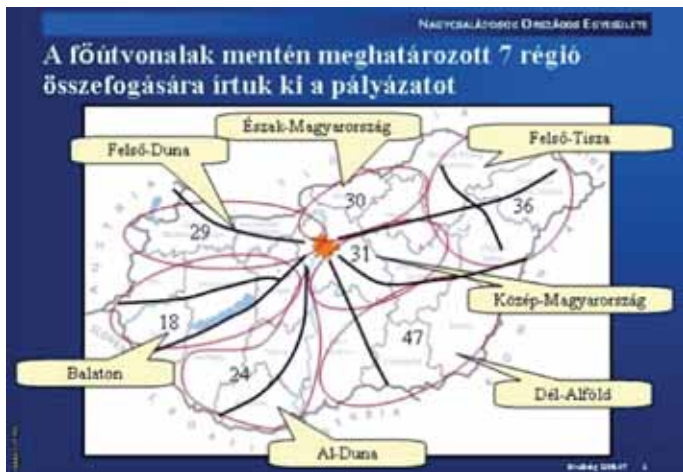 NAGYCSALÁDOSOK ORSZÁGOS EGYESÜLETE
A főútvonalak mentén meghatározott 7 régió
összefogására írtuk ki a pályázatot
Észak-Magyarország
Felső-Duna
Felső-Tisza
30
36
29
31
Közép-Magyarország
18
47
Balaton
24
Dél-Alföld
Al-Duna